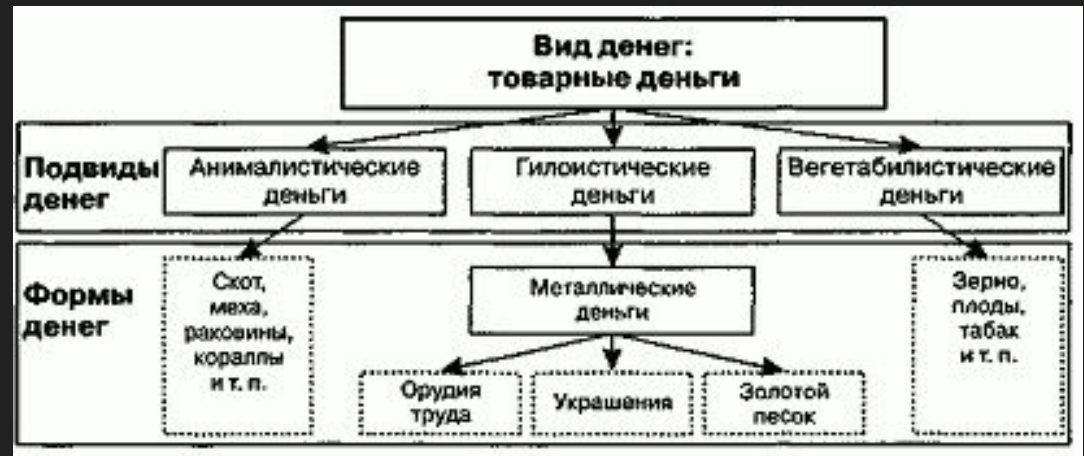 Вид денег:
товарные деньги
Подвиды
денег
Анималистические
деньги
Гилоистические
деньги
Вегетабилистические
деньги
Формы
денег
Скот,
меха,
раковины,
кораллы
и т. п.
Металлические
деньги
Орудия
труда
Украшения
Золотой
песок
Зерно,
плоды,
табак
и т. п.